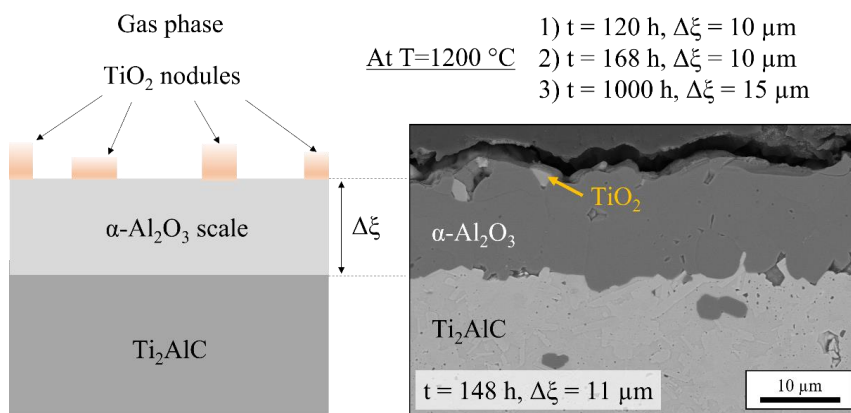 Gas phase
TiO₂ nodules
α-Al₂O₃ scale
Δξ
Ti₂AlC
At T=1200 °C
1) t = 120 h, Δξ = 10 µm
2) t = 168 h, Δξ = 10 µm
3) t = 1000 h, Δξ = 15 µm
TiO₂
α-Al₂O₃
Ti₂AlC
t = 148 h, Δξ = 11 µm
10 µm